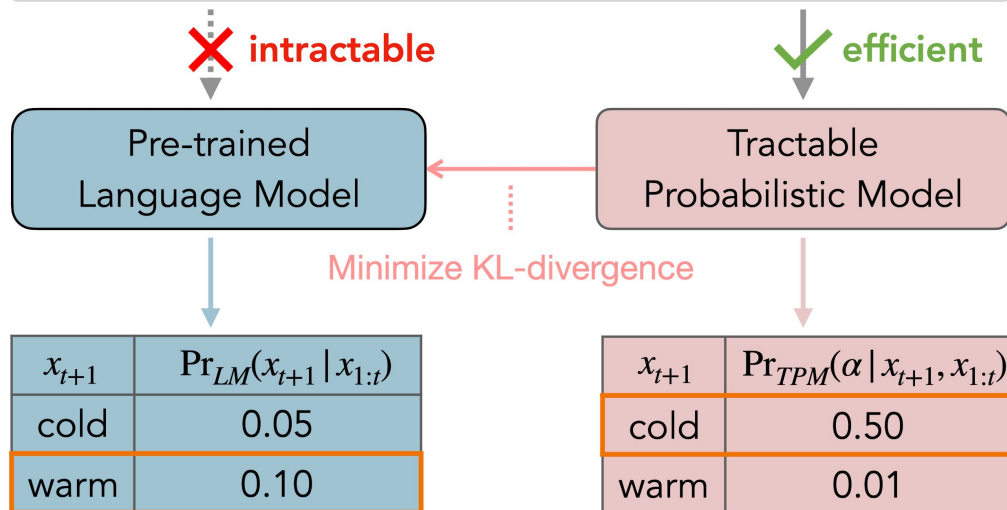 intractable
efficient
Pre-trained
Language Model
Tractable
Probabilistic Model
Minimize KL-divergence
x_{t+1} Pr_{LM}(x_{t+1} | x_{1:t})
cold 0.05
warm 0.10
x_{t+1} Pr_{TPM}(α | x_{t+1}, x_{1:t})
cold 0.50
warm 0.01